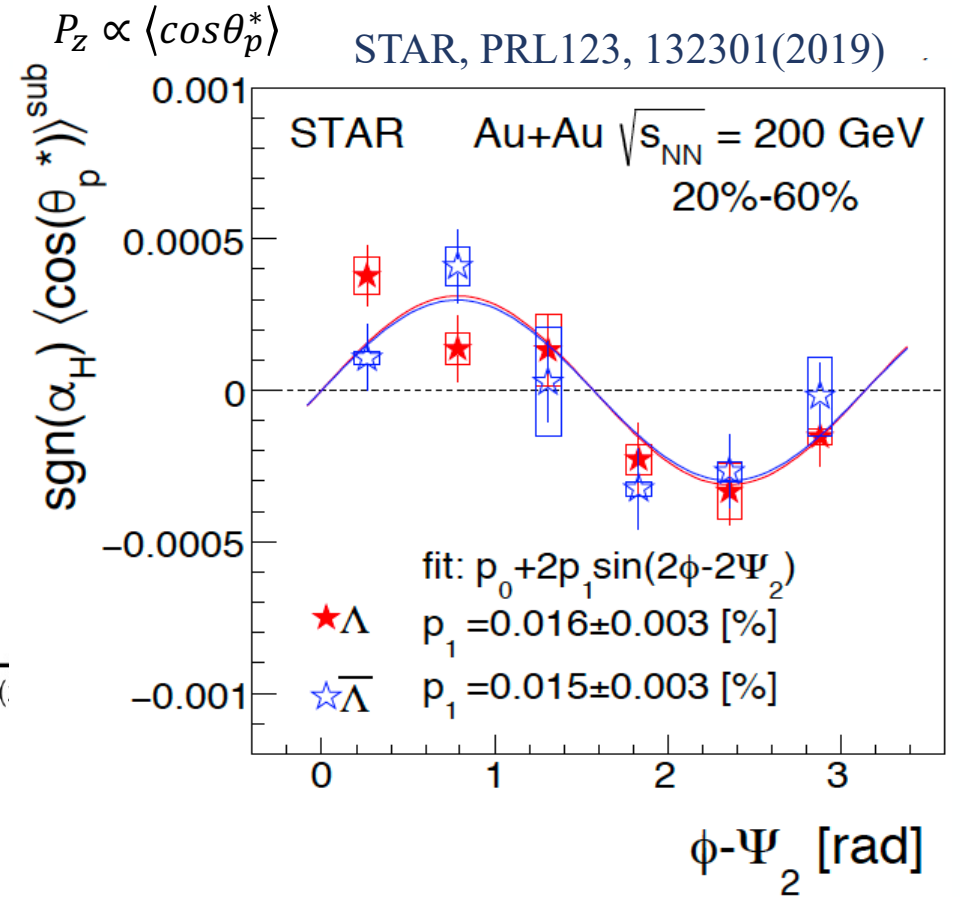 P_z ∝ ⟨cosθ_p^*⟩
STAR, PRL123, 132301(2019)
sgn(α_H) ⟨cos(θ_p*)⟩^sub
0.001
0.0005
0
−0.0005
−0.001
STAR Au+Au √s_NN = 200 GeV
20%-60%
fit: p_0+2p_1sin(2ϕ-2Ψ_2)
★Λ p_1 =0.016±0.003 [%]
☆Λ̅ p_1 =0.015±0.003 [%]
0 1 2 3
ϕ-Ψ_2 [rad]